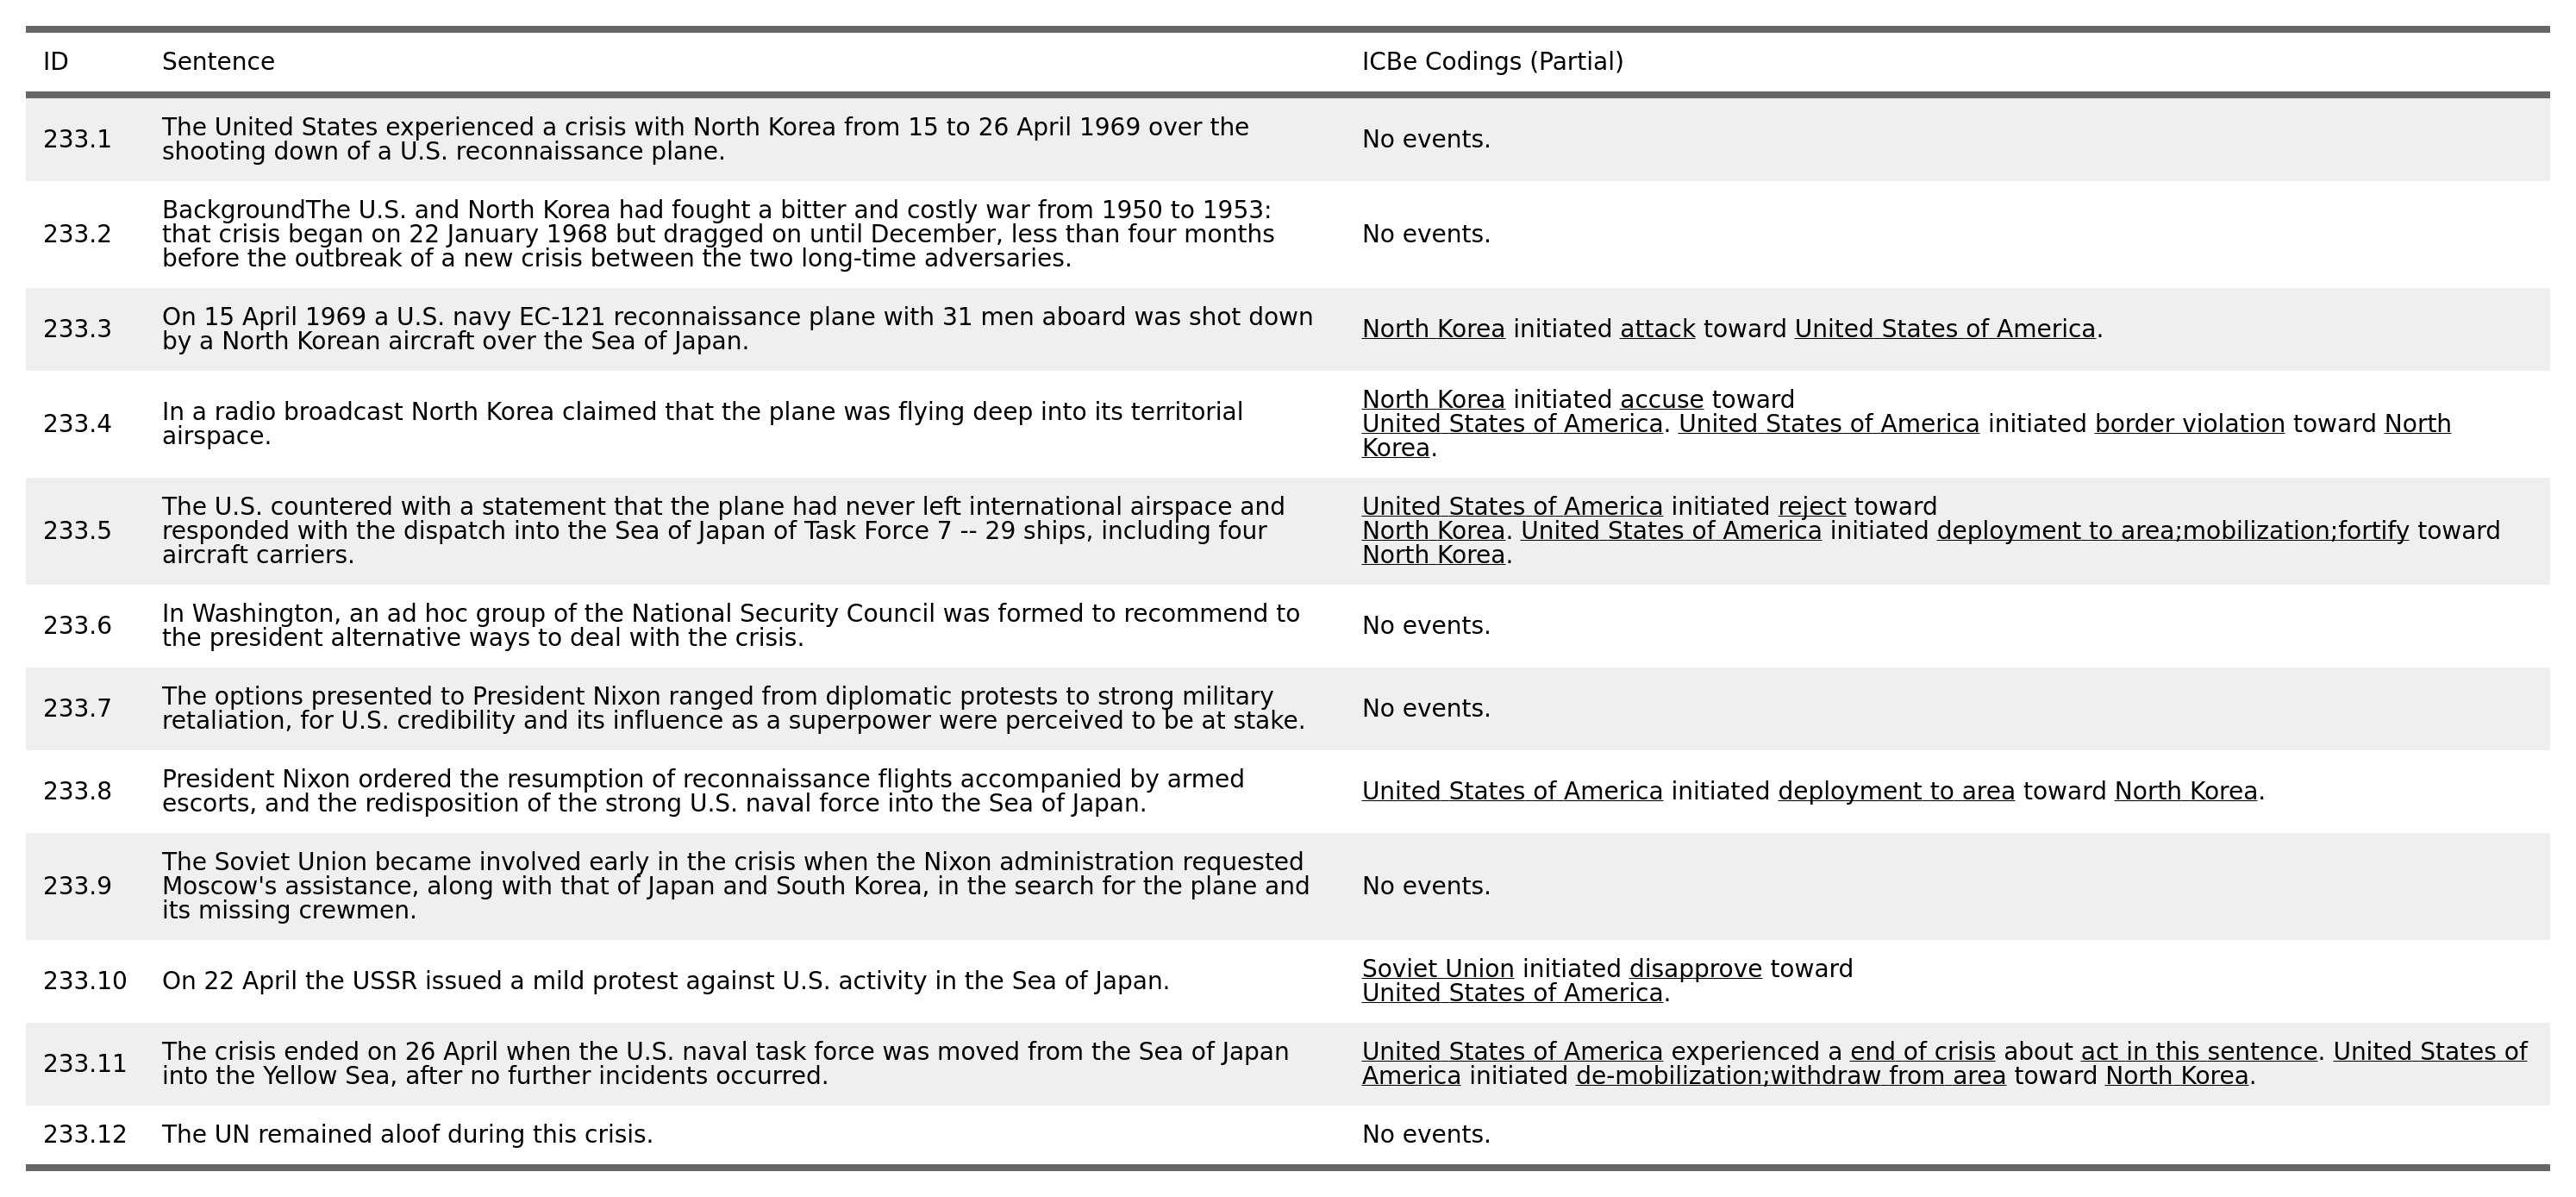 ID Sentence ICBe Codings (Partial)
233.1 The United States experienced a crisis with North Korea from 15 to 26 April 1969 over the
shooting down of a U.S. reconnaissance plane.
No events.
233.2 BackgroundThe U.S. and North Korea had fought a bitter and costly war from 1950 to 1953:
that crisis began on 22 January 1968 but dragged on until December, less than four months
before the outbreak of a new crisis between the two long-time adversaries.
No events.
233.3 On 15 April 1969 a U.S. navy EC-121 reconnaissance plane with 31 men aboard was shot down
by a North Korean aircraft over the Sea of Japan.
North Korea initiated attack toward United States of America.
233.4 In a radio broadcast North Korea claimed that the plane was flying deep into its territorial
airspace.
North Korea initiated accuse toward
United States of America. United States of America initiated border violation toward North
Korea.
233.5 The U.S. countered with a statement that the plane had never left international airspace and
responded with the dispatch into the Sea of Japan of Task Force 7 -- 29 ships, including four
aircraft carriers.
United States of America initiated reject toward
North Korea. United States of America initiated deployment to area;mobilization;fortify toward
North Korea.
233.6 In Washington, an ad hoc group of the National Security Council was formed to recommend to
the president alternative ways to deal with the crisis.
No events.
233.7 The options presented to President Nixon ranged from diplomatic protests to strong military
retaliation, for U.S. credibility and its influence as a superpower were perceived to be at stake.
No events.
233.8 President Nixon ordered the resumption of reconnaissance flights accompanied by armed
escorts, and the redisposition of the strong U.S. naval force into the Sea of Japan.
United States of America initiated deployment to area toward North Korea.
233.9 The Soviet Union became involved early in the crisis when the Nixon administration requested
Moscow's assistance, along with that of Japan and South Korea, in the search for the plane and
its missing crewmen.
No events.
233.10 On 22 April the USSR issued a mild protest against U.S. activity in the Sea of Japan.
Soviet Union initiated disapprove toward
United States of America.
233.11 The crisis ended on 26 April when the U.S. naval task force was moved from the Sea of Japan
into the Yellow Sea, after no further incidents occurred.
United States of America experienced a end of crisis about act in this sentence. United States of
America initiated de-mobilization;withdraw from area toward North Korea.
233.12 The UN remained aloof during this crisis.
No events.